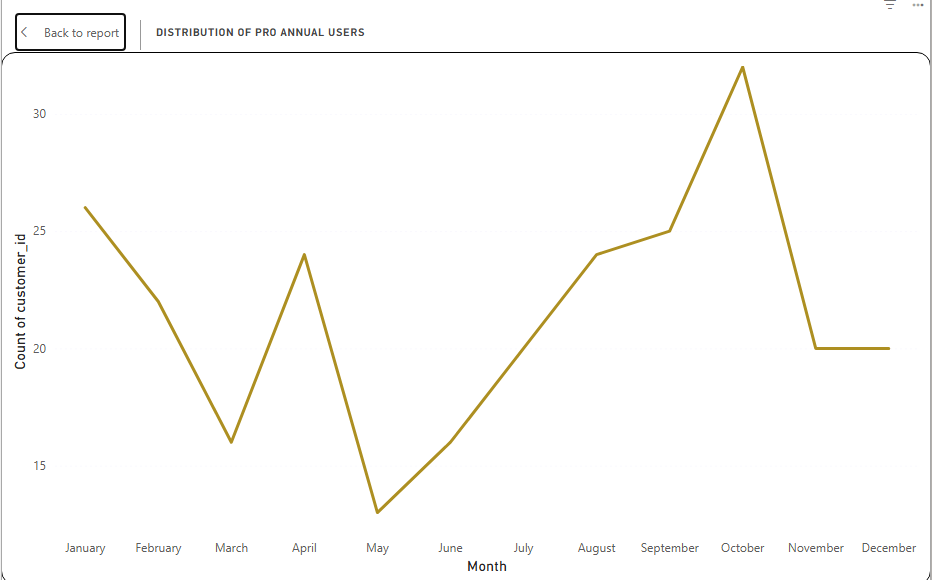 Back to report
DISTRIBUTION OF PRO ANNUAL USERS
30
25
20
15
Count of customer_id
January February March April May June July August September October November December
Month